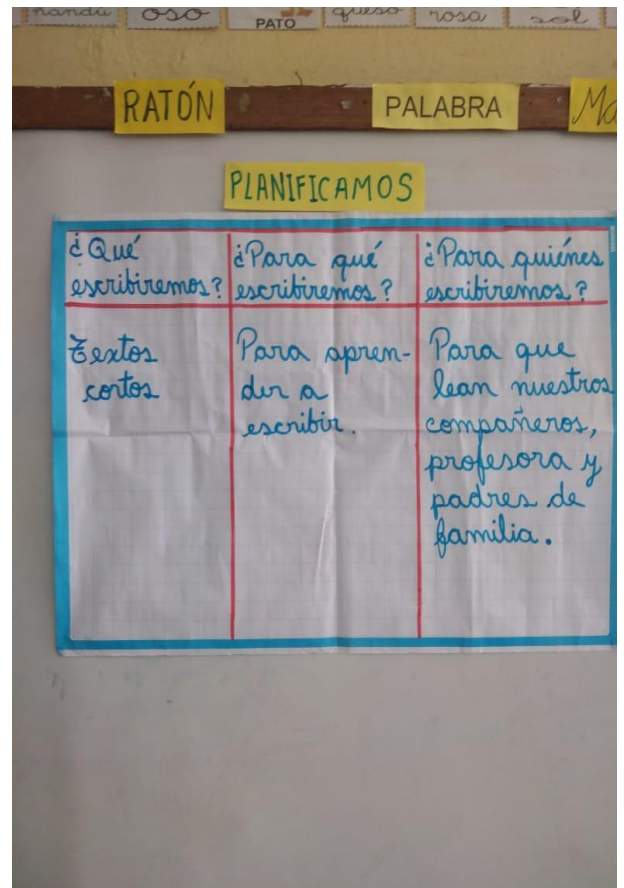 ñandú oso PATO queso rosa sol
RATÓN PALABRA
PLANIFICAMOS
¿Qué
escribiremos?
¿Para qué
escribiremos?
¿Para quiénes
escribiremos?
Textos
cortos
Para apren-
der a
escribir.
Para que
lean nuestros
compañeros,
profesora y
padres de
familia.